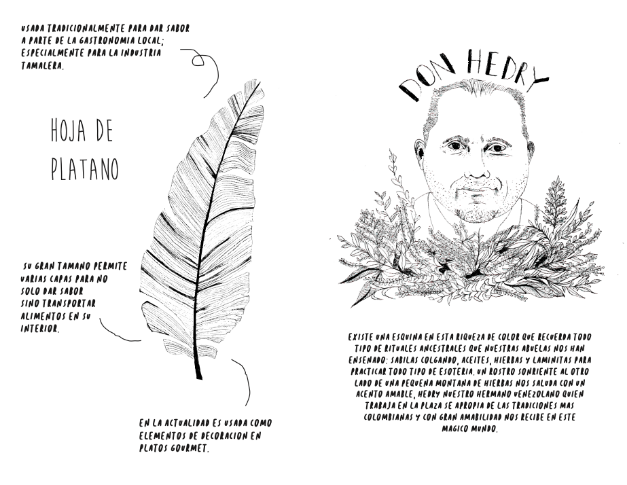 USADA TRADICIONALMENTE PARA DAR SABOR
A PARTE DE LA GASTRONOMIA LOCAL;
ESPECIALMENTE PARA LA INDUSTRIA
TAMALERA.
HOJA DE
PLATANO
SU GRAN TAMANO PERMITE
VARIAS CAPAS PARA NO
SOLO DAR SABOR
SINO TRANSPORTAR
ALIMENTOS EN SU
INTERIOR.
EN LA ACTUALIDAD ES USADA COMO
ELEMENTOS DE DECORACION EN
PLATOS GOURMET.
DON HEDRY
EXISTE UNA ESQUINA EN ESTA RIQUEZA DE COLOR QUE RECUERDA TODO
TIPO DE RITUALES ANCESTRALES QUE NUESTRAS ABUELAS NOS HAN
ENSENADO: SABILAS COLGANDO, ACEITES, HIERBAS Y LAMINITAS PARA
PRACTICAR TODO TIPO DE ESOTERIA. UN ROSTRO SONRIENTE AL OTRO
LADO DE UNA PEQUENA MONTANA DE HIERBAS NOS SALUDA CON UN
ACENTO AMABLE, HEDRY NUESTRO HERMANO VENEZOLANO QUIEN
TRABAJA EN LA PLAZA SE APROPIA DE LAS TRADICIONES MAS
COLOMBIANAS Y CON GRAN AMABILIDAD NOS RECIBE EN ESTE
MAGICO MUNDO.